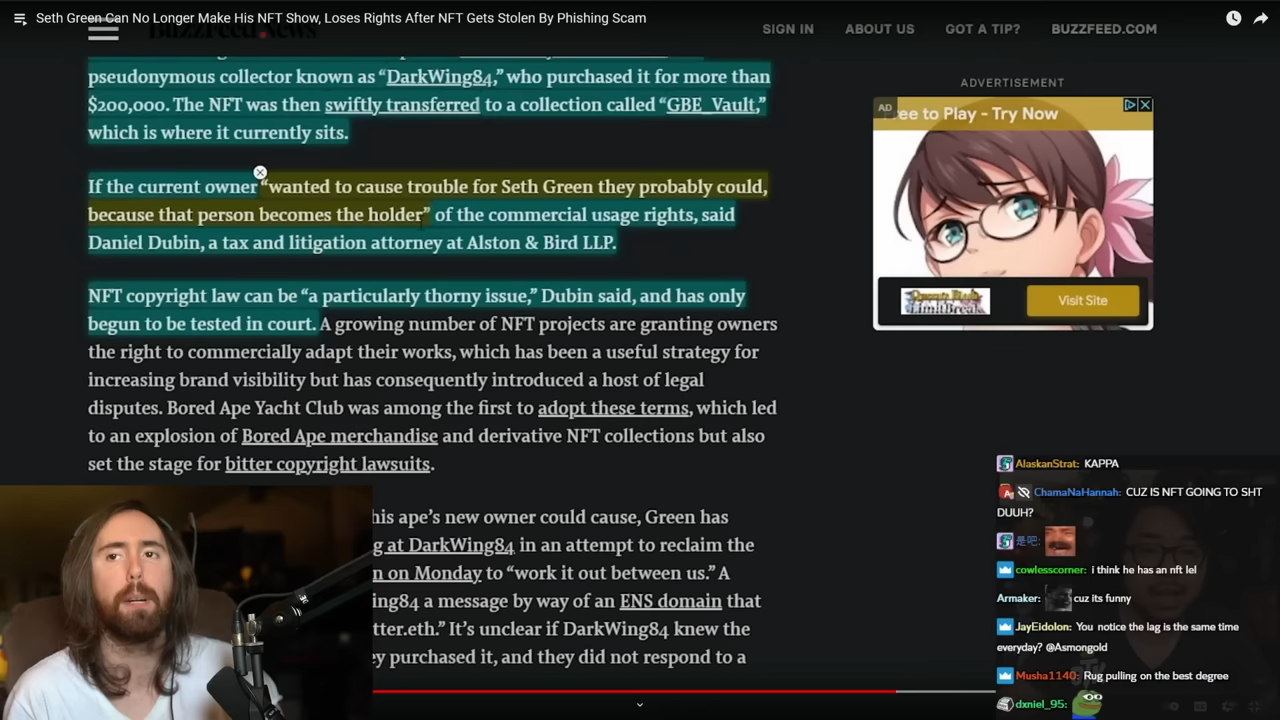 Seth Green Can No Longer Make His NFT Show, Loses Rights After NFT Gets Stolen By Phishing Scam
BuzzFeed News
SIGN IN
ABOUT US
GOT A TIP?
BUZZFEED.COM
pseudonymous collector known as “DarkWing84,” who purchased it for more than
$200,000. The NFT was then swiftly transferred to a collection called “GBE_Vault,”
which is where it currently sits.
If the current owner “wanted to cause trouble for Seth Green they probably could,
because that person becomes the holder” of the commercial usage rights, said
Daniel Dubin, a tax and litigation attorney at Alston & Bird LLP.
NFT copyright law can be “a particularly thorny issue,” Dubin said, and has only
begun to be tested in court. A growing number of NFT projects are granting owners
the right to commercially adapt their works, which has been a useful strategy for
increasing brand visibility but has consequently introduced a host of legal
disputes. Bored Ape Yacht Club was among the first to adopt these terms, which led
to an explosion of Bored Ape merchandise and derivative NFT collections but also
set the stage for bitter copyright lawsuits.
his ape’s new owner could cause, Green has
g at DarkWing84 in an attempt to reclaim the
n on Monday to “work it out between us.” A
ing84 a message by way of an ENS domain that
tter.eth.” It’s unclear if DarkWing84 knew the
ey purchased it, and they did not respond to a
ADVERTISEMENT
AD
ree to Play - Try Now
LimitBreak
Visit Site
AlaskanStrat: KAPPA
ChamaNaHannah: CUZ IS NFT GOING TO SHT
DUUH?
是吧:
cowlesscorner: i think he has an nft lel
Armaker: cuz its funny
JayEidolon: You notice the lag is the same time
everyday? @Asmongold
Musha1140: Rug pulling on the best degree
dxniel_95: